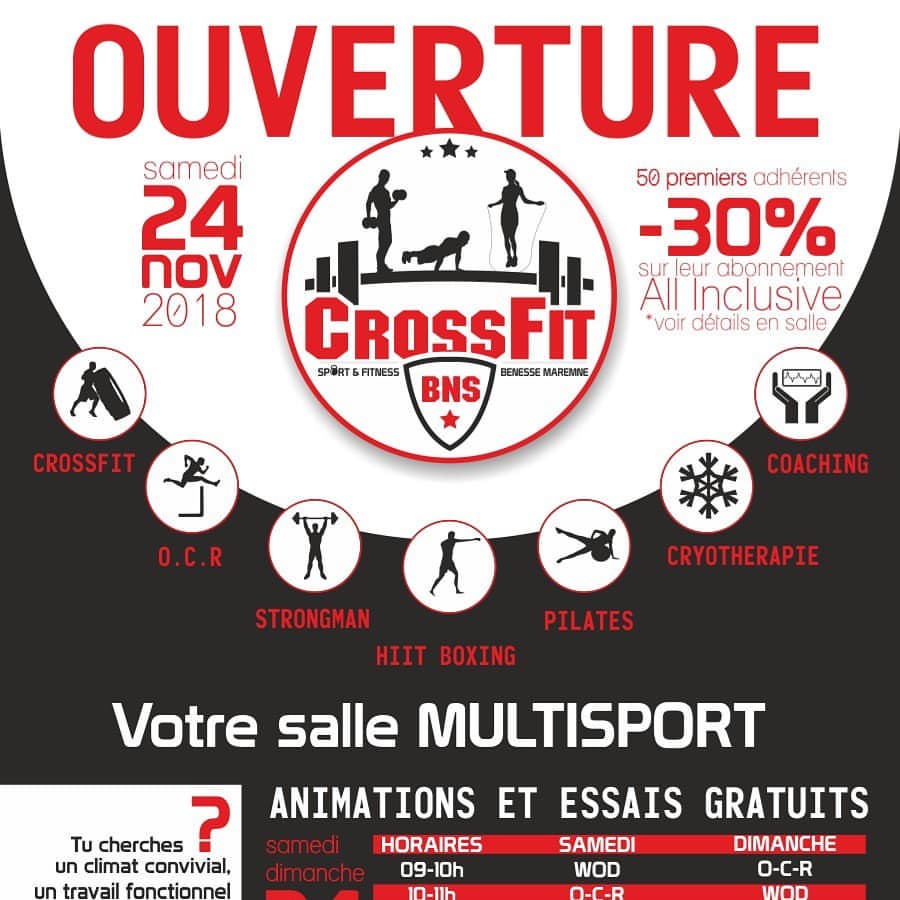 OUVERTURE
samedi
24
nov
2018
50 premiers adhérents
-30%
sur leur abonnement
All Inclusive
*voir détails en salle
CROSSFIT
SPORT & FITNESS
BENESSE MAREMNE
BNS
CROSSFIT
O.C.R
STRONGMAN
HIIT BOXING
PILATES
CRYOTHERAPIE
COACHING
Votre salle MULTISPORT
?
Tu cherches
un climat convivial,
un travail fonctionnel
ANIMATIONS ET ESSAIS GRATUITS
samedi
dimanche
HORAIRES SAMEDI DIMANCHE
09-10h WOD O-C-R
10-11h O-C-R WOD